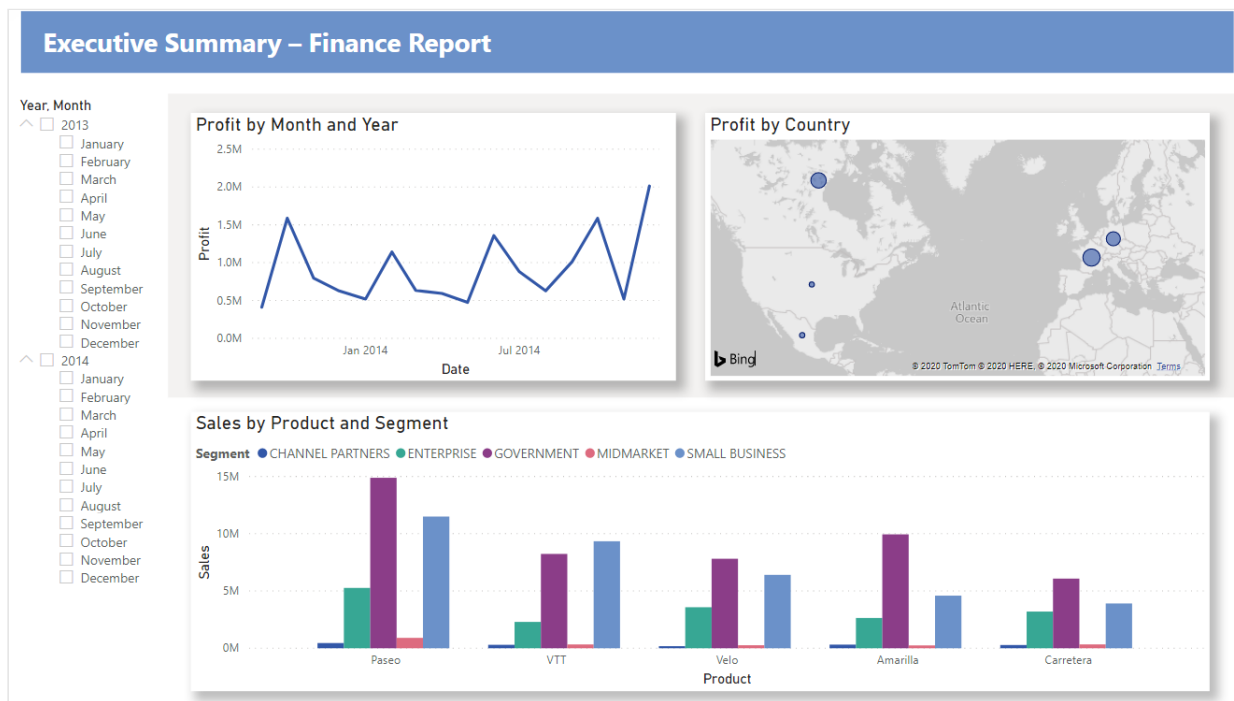 Executive Summary – Finance Report
Year, Month
2013
January
February
March
April
May
June
July
August
September
October
November
December
2014
January
February
March
April
May
June
July
August
September
October
November
December
Profit by Month and Year
2.5M
2.0M
1.5M
1.0M
0.5M
0.0M
Profit
Jan 2014 Jul 2014
Date
Profit by Country
Atlantic
Ocean
Bing
© 2020 TomTom © 2020 HERE, © 2020 Microsoft Corporation Terms
Sales by Product and Segment
Segment CHANNEL PARTNERS ENTERPRISE GOVERNMENT MIDMARKET SMALL BUSINESS
15M
10M
5M
0M
Sales
Paseo VTT Velo Amarilla Carretera
Product